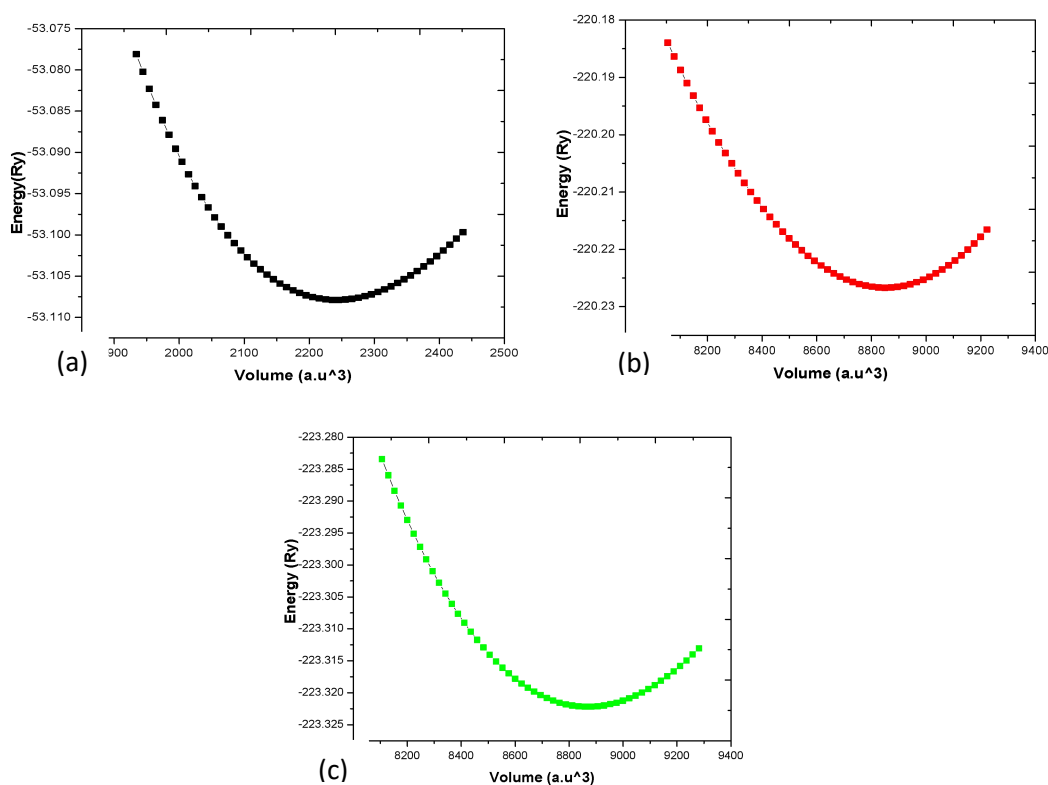 -53.075
-53.080
-53.085
-53.090
-53.095
-53.100
-53.105
-53.110
Energy(Ry)
900 2000 2100 2200 2300 2400 2500
Volume (a.u^3)
(a)
-220.18
-220.19
-220.20
-220.21
-220.22
-220.23
Energy (Ry)
8200 8400 8600 8800 9000 9200 9400
Volume (a.u^3)
(b)
-223.280
-223.285
-223.290
-223.295
-223.300
-223.305
-223.310
-223.315
-223.320
-223.325
Energy (Ry)
8200 8400 8600 8800 9000 9200 9400
Volume (a.u^3)
(c)